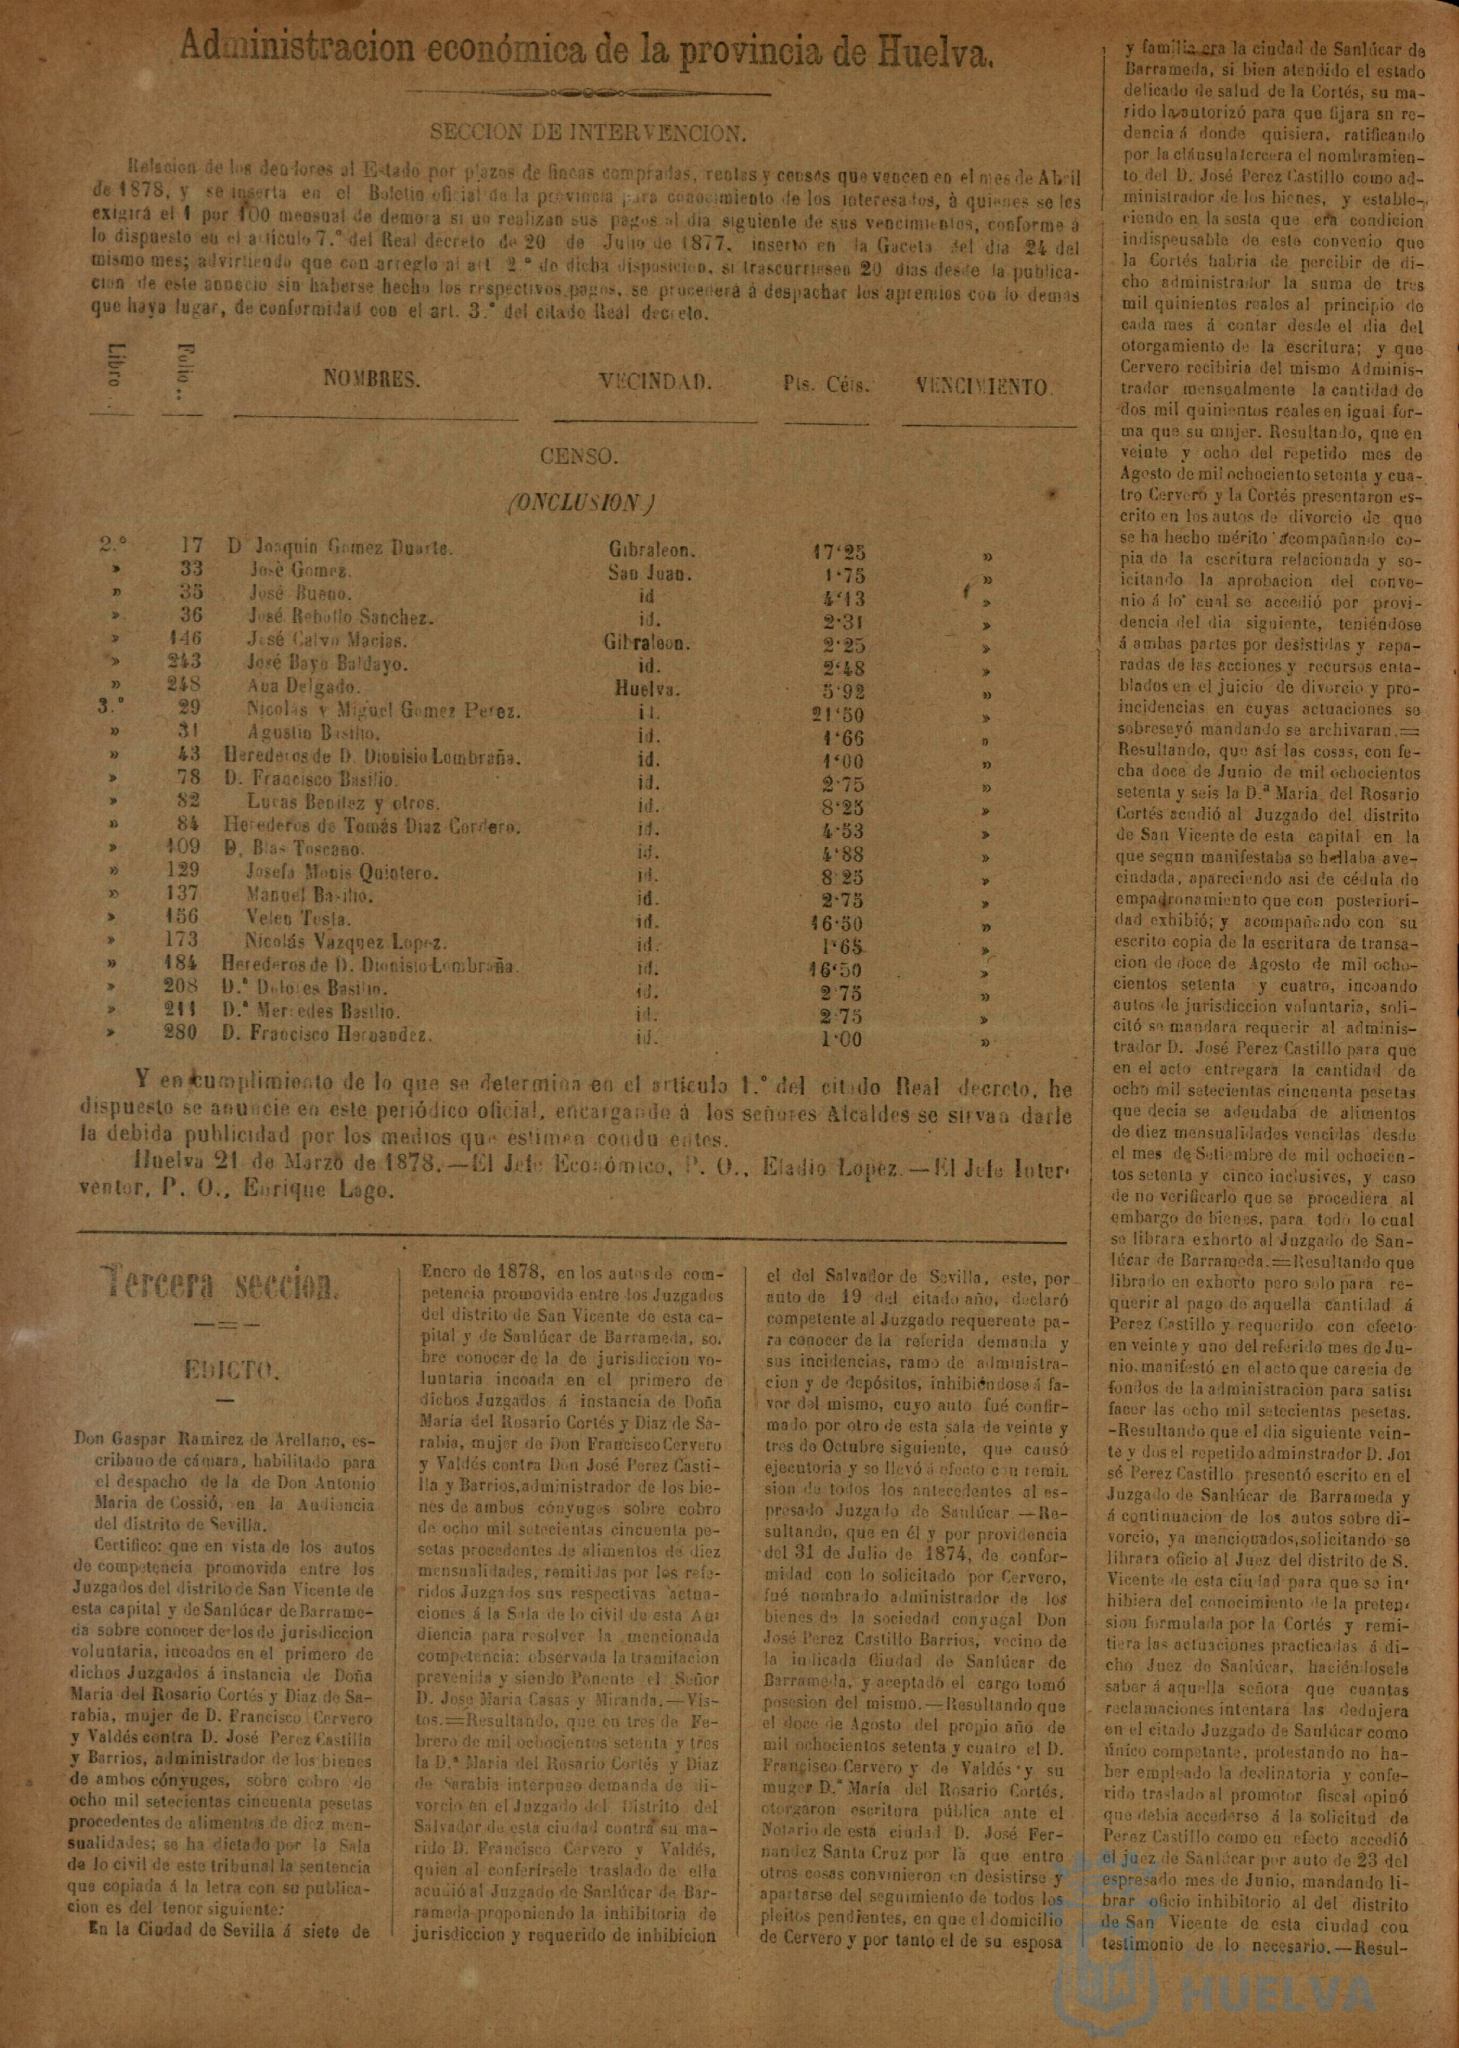 Administracion económica de la provincia de Huelva.
SECCION DE INTERVENCION.
Relacion de los deudores al Estado por plazos de fincas compradas, rentas y censos que vencen en el mes de Abril
de 1878, y se inserta en el Boletin oficial de la provincia para conocimiento de los interesados, à quienes se les
exigirá el 1 por 100 mensual de demora si no realizan sus pagos al dia siguiente de sus vencimientos, conforme à
lo dispuesto en el artículo 7.º del Real decreto de 20 de Julio de 1877, inserto en la Gaceta del dia 24 del
mismo mes; advirtiendo que con arreglo al art 2.º de dicha disposicion, si trascurriesen 20 dias desde la publica-
cion de este anuncio sin haberse hecho los respectivos pagos, se procederá à despachar los apremios con lo demás
que haya lugar, de conformidad con el art. 3.º del citado Real decreto.
Libro Folio.. NOMBRES. VECINDAD. Pts. Céts. VENCIMIENTO.
CENSO.
(ONCLUSION)
2.º 17 D Joaquin Gomez Duarte. Gibraleon. 17‘25 »
» 33 José Gomez. San Juan. 1‘75 »
» 35 José Bueno. id 4‘13 »
» 36 José Rebollo Sanchez. id. 2‘31 »
» 146 José Calvo Macias. Gibraleon. 2‘25 »
» 243 José Bayo Baldayo. id. 2‘48 »
» 248 Ana Delgado. Huelva. 5‘92 »
3.º 29 Nicolás y Miguel Gomez Perez. id. 21‘50 »
» 31 Agustin Basilio. id. 1‘66 »
» 43 Herederos de D. Dionisio Lombraña. id. 1‘00 »
» 78 D. Francisco Basilio. id. 2‘75 »
» 82 Lucas Benitez y otros. id. 8‘25 »
» 84 Herederos de Tomás Diaz Cordero. id. 4‘53 »
» 109 D. Blas Toscano. id. 4‘88 »
» 129 Josefa Monis Quintero. id. 8‘25 »
» 137 Manuel Basilio. id. 2‘75 »
» 156 Velen Testa. id. 16‘50 »
» 173 Nicolás Vazquez Lopez. id. 1‘65 »
» 184 Herederos de D. Dionisio Lombraña. id. 16‘50 »
» 208 D.ª Dolores Basilio. id. 2‘75 »
» 211 D.ª Mercedes Basilio. id. 2‘75 »
» 280 D. Francisco Hernandez. id. 1‘00 »
Y en cumplimiento de lo que se determina en el artículo 1.º del citado Real decreto, he
dispuesto se anuncie en este periódico oficial, encargando á los señores Alcaldes se sirvan darle
la debida publicidad por los medios que estimen condu entes.
Huelva 21 de Marzo de 1878.—El Jefe Económico, P. O., Eladio Lopez.—El Jefe Inter-
ventor, P. O., Enrique Lago.
Tercera seccion.
EDICTO.
Don Gaspar Ramirez de Arellano, es-
cribano de cámara, habilitado para
el despacho de la de Don Antonio
Maria de Cossió, en la Audiencia
del distrito de Sevilla.
Certifico: que en vista de los autos
de competencia promovida entre los
Juzgados del distrito de San Vicente de
esta capital y de Sanlúcar de Barrame-
da sobre conocer de los de jurisdiccion
voluntaria, incoados en el primero de
dichos Juzgados á instancia de Doña
Maria del Rosario Cortés y Diaz de Sa-
rabia, mujer de D. Francisco Cervero
y Valdés contra D. José Perez Castilla
y Barrios, administrador de los bienes
de ambos cónyuges, sobre cobro de
ocho mil setecientas cincuenta pesetas
procedentes de alimentos de diez men-
sualidades; se ha dictado por la Sala
de lo civil de este tribunal la sentencia
que copiada á la letra con su publica-
cion es del tenor siguiente:
En la Ciudad de Sevilla á siete de
Enero de 1878, en los autos de com-
petencia promovida entre los Juzgados
del distrito de San Vicente de esta ca-
pital y de Sanlúcar de Barrameda, so.
bre conocer de la de jurisdiccion vo-
luntaria incoada en el primero de
dichos Juzgados á instancia de Doña
María del Rosario Cortés y Diaz de Sa-
rabia, mujer de Don Francisco Cervero
y Valdés contra Don José Perez Casti-
lla y Barrios, administrador de los bie-
nes de ambos cónyuges sobre cobro
de ocho mil setecientas cincuenta pe-
setas procedentes de alimentos de diez
mensualidades, remitidas por los refe-
ridos Juzgados sus respectivas actua-
ciones á la Sala de lo civil de esta Au-
diencia para resolver la mencionada
competencia: observada la tramitacion
prevenida y siendo Ponente el Señor
D. Jose Maria Casas y Miranda.—Vis-
tos.=Resultando, que en tres de Fe-
brero de mil ochocientos setenta y tres
la D.ª Maria del Rosario Cortés y Diaz
de Sarabia interpuso demanda de di-
vorcio en el Juzgado del Distrito del
Salvador de esta ciudad contra su ma-
rido D. Francisco Cervero y Valdés,
quien al conferírsele traslado de ella
acudió al Juzgado de Sanlúcar de Bar-
rameda proponiendo la inhibitoria de
jurisdiccion y requerido de inhibicion
el del Salvador de Sevilla, este, por
auto de 19 del citado año, declaró
competente al Juzgado requerente pa-
ra conocer de la referida demanda y
sus incidencias, ramo de administra-
cion y de depósitos, inhibiéndose á fa-
vor del mismo, cuyo auto fué confir-
mado por otro de esta sala de veinte y
tres de Octubre siguiente, que causó
ejecutoria y se llevó á efecto con remi-
sion de todos los antecedentes al es-
presado Juzgado de Sanlúcar.—Re-
sultando, que en él y por providencia
del 31 de Julio de 1874, de confor-
midad con lo solicitado por Cervero,
fué nombrado administrador de los
bienes de la sociedad conyugal Don
José Perez Castillo Barrios, vecino de
la indicada Ciudad de Sanlúcar de
Barrameda, y aceptado el cargo tomó
posesion del mismo.—Resultando que
el doce de Agosto del propio año de
mil ochocientos setenta y cuatro el D.
Francisco Cervero y de Valdés y su
muger D.ª María del Rosario Cortés,
otorgaron escritura pública ante el
Notario de esta ciudad D. José Fer-
nandez Santa Cruz por la que entre
otras cosas convinieron en desistirse y
apartarse del seguimiento de todos los
pleitos pendientes, en que el domicilio
de Cervero y por tanto el de su esposa
y familia era la ciudad de Sanlúcar de
Barrameda, si bien atendido el estado
delicado de salud de la Cortés, su ma-
rido la autorizó para que fijara sn re-
dencia á donde quisiera, ratificando
por la cláusula tercera el nombramien-
to del D. José Perez Castillo como ad-
ministrador de los bienes, y estable-
ciendo en la sesta que era condicion
indispeusable de este convenio que
la Cortés habria de percibir de di-
cho administrador la suma de tres
mil quinientos reales al principio de
cada mes á contar desde el dia del
otorgamiento de la escritura; y que
Cervero recibiria del mismo Adminis-
trador mensualmente la cantidad de
dos mil quinientos reales en igual for-
ma que su mujer. Resultando, que en
veinte y ocho del repetido mes de
Agosto de mil ochociento setenta y cua-
tro Cervero y la Cortés presentaron es-
crito en los autos de divorcio de que
se ha hecho mérito acompañando co-
pia de la escritura relacionada y so-
icitando la aprobacion del conve-
nio á lo cual se accedió por provi-
dencia del dia siguiente, teniéndose
á ambas partes por desistidas y repa-
radas de las acciones y recursos enta-
blados en el juicio de divorcio y pro-
incidencias en cuyas actuaciones se
sobreseyó mandando se archivaran.=
Resultando, que asi las cosas, con fe-
cha doce de Junio de mil ochocientos
setenta y seis la D.ª Maria del Rosario
Cortés acudió al Juzgado del distrito
de San Vicente de esta capital en la
que segun manifestaba se hallaba ave-
cindada, apareciendo asi de cédula de
empadronamiento que con posteriori-
dad exhibió; y acompañando con su
escrito copia de la escritura de transa-
cion de doce de Agosto de mil ocho-
cientos setenta y cuatro, incoando
autos de jurisdiccion voluntaria, soli-
citó se mandara requerir al adminis-
trador D. José Perez Castillo para que
en el acto entregara la cantidad de
ocho mil setecientas cincuenta pesetas
que decia se adeudaba de alimentos
de diez mensualidades vencidas desde
el mes de Setiembre de mil ochocien-
tos setenta y cinco inclusives, y caso
de no verificarlo que se procediera al
embargo de bienes, para todo lo cual
se librara exhorto al Juzgado de San-
lúcar de Barrameda.=Resultando que
librado en exhorto pero solo para re-
querir al pago de aquella cantidad á
Perez Castillo y requerido con efecto
en veinte y uno del referido mes de Ju-
nio, manifestó en el acto que carecia de
fondos de la administracion para satis-
facer las ocho mil setecientas pesetas.
-Resultando que el dia siguiente vein-
te y dos el repetido adminstrador D. Jo-
sé Perez Castillo presentó escrito en el
Juzgado de Sanlúcar de Barrameda y
á continuacion de los autos sobre di-
vorcio, ya mencionados, solicitando se
librara oficio al Juez del distrito de S.
Vicente de esta ciudad para que se in-
hibiera del conocimiento de la preten-
sion formulada por la Cortés y remi-
tiera las actuaciones practicadas á di-
cho Juez de Sanlúcar, haciéndosele
saber á aquella señora que cuantas
reclamaciones intentara las dedujera
en el citado Juzgado de Sanlúcar como
único competante, protestando no ha-
ber empleado la declinatoria y confe-
rido traslado al promotor fiscal opinó
que debia accederse á la solicitud de
Perez Castillo como en efecto accedió
el juez de Sanlúcar por auto de 23 del
espresado mes de Junio, mandando li-
brar oficio inhibitorio al del distrito
de San Vicente de esta ciudad con
testimonio de lo necesario.—Resul-
HUELVA